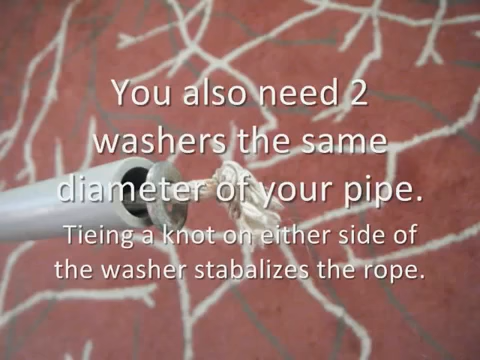 You also need 2
washers the same
diameter of your pipe.
Tieing a knot on either side of
the washer stabalizes the rope.